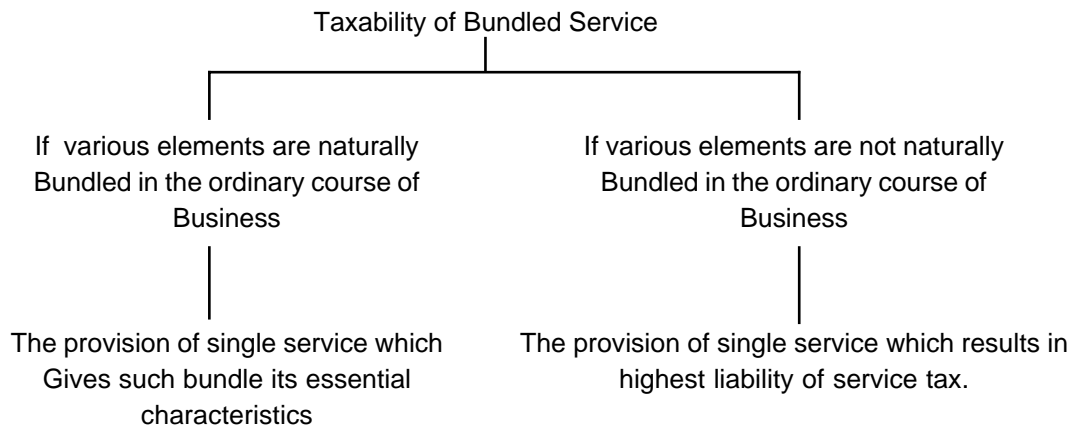 Taxability of Bundled Service
If various elements are naturally
Bundled in the ordinary course of
Business
If various elements are not naturally
Bundled in the ordinary course of
Business
The provision of single service which
Gives such bundle its essential
characteristics
The provision of single service which results in
highest liability of service tax.